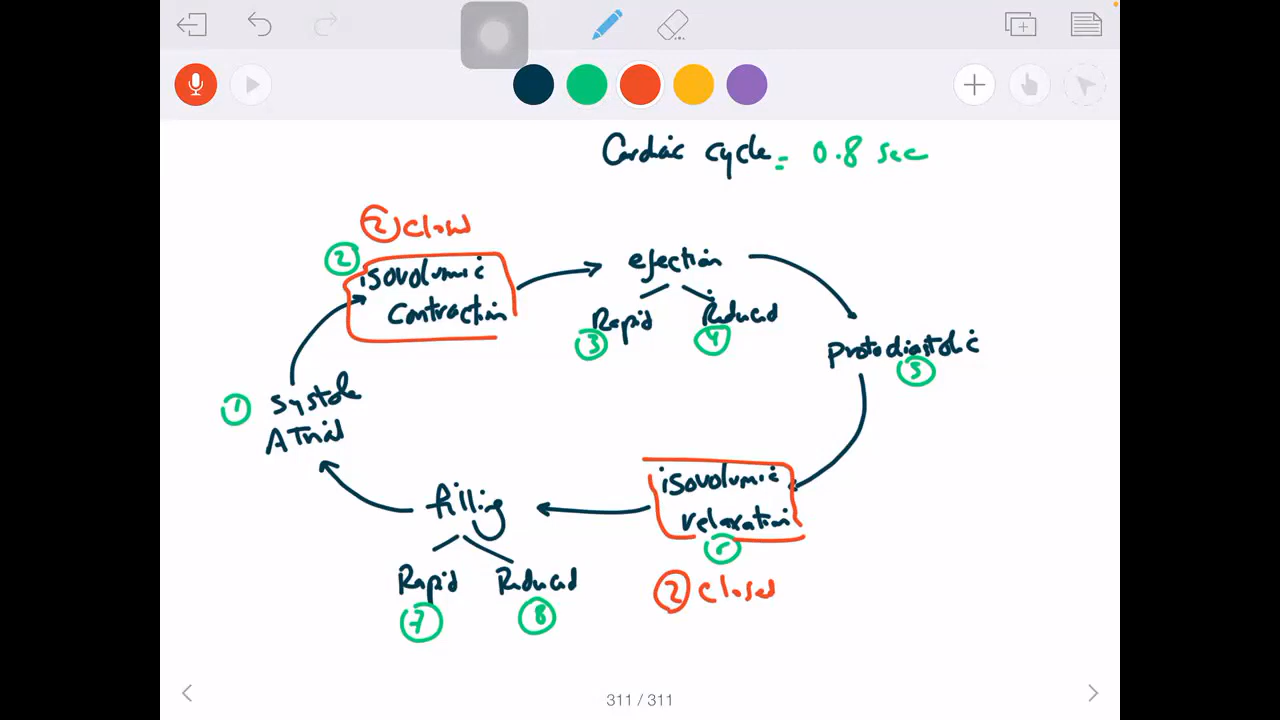 Cardiac cycle = 0.8 sec
② closed
②
isovolumic
contraction
ejection
Rapid Reduced
③ ④
Protodiastolic
⑤
① Systole
ATrial
isovolumic
relaxation
⑥
② closed
filling
Rapid Reduced
⑦ ⑧
311 / 311